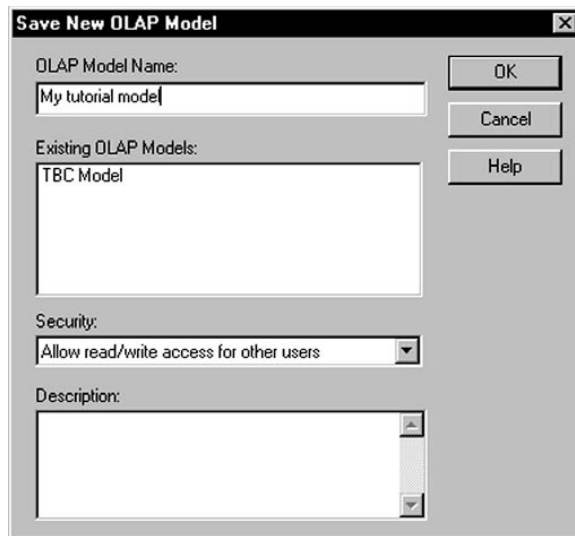 Save New OLAP Model
OLAP Model Name:
My tutorial model
OK
Cancel
Help
Existing OLAP Models:
TBC Model
Security:
Allow read/write access for other users
Description: